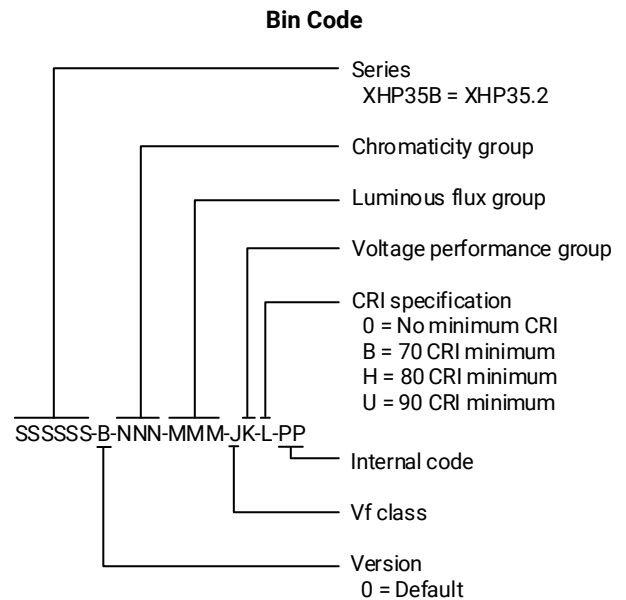 Bin Code
Series
XHP35B = XHP35.2
Chromaticity group
Luminous flux group
Voltage performance group
CRI specification
0 = No minimum CRI
B = 70 CRI minimum
H = 80 CRI minimum
U = 90 CRI minimum
SSSSSS-B-NNN-MMM-JK-L-PP
Internal code
Vf class
Version
0 = Default